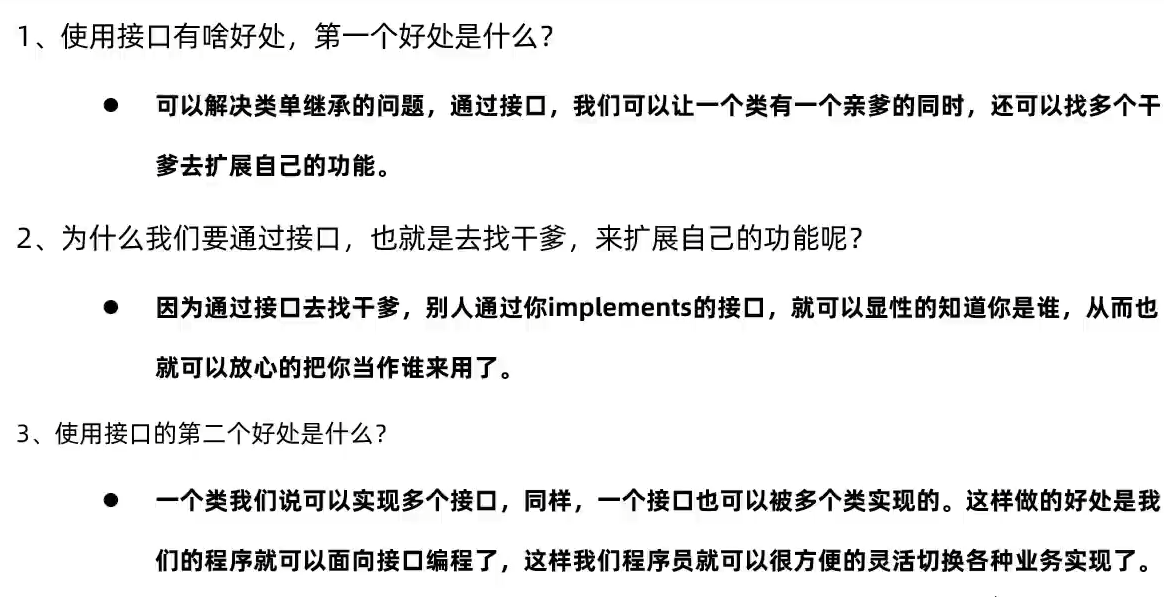 1、使用接口有啥好处，第一个好处是什么？
● 可以解决类单继承的问题，通过接口，我们可以让一个类有一个亲爹的同时，还可以找多个干
爹去扩展自己的功能。
2、为什么我们要通过接口，也就是去找干爹，来扩展自己的功能呢？
● 因为通过接口去找干爹，别人通过你implements的接口，就可以显性的知道你是谁，从而也
就可以放心的把你当作谁来用了。
3、使用接口的第二个好处是什么？
● 一个类我们说可以实现多个接口，同样，一个接口也可以被多个类实现的。这样做的好处是我
们的程序就可以面向接口编程了，这样我们程序员就可以很方便的灵活切换各种业务实现了。